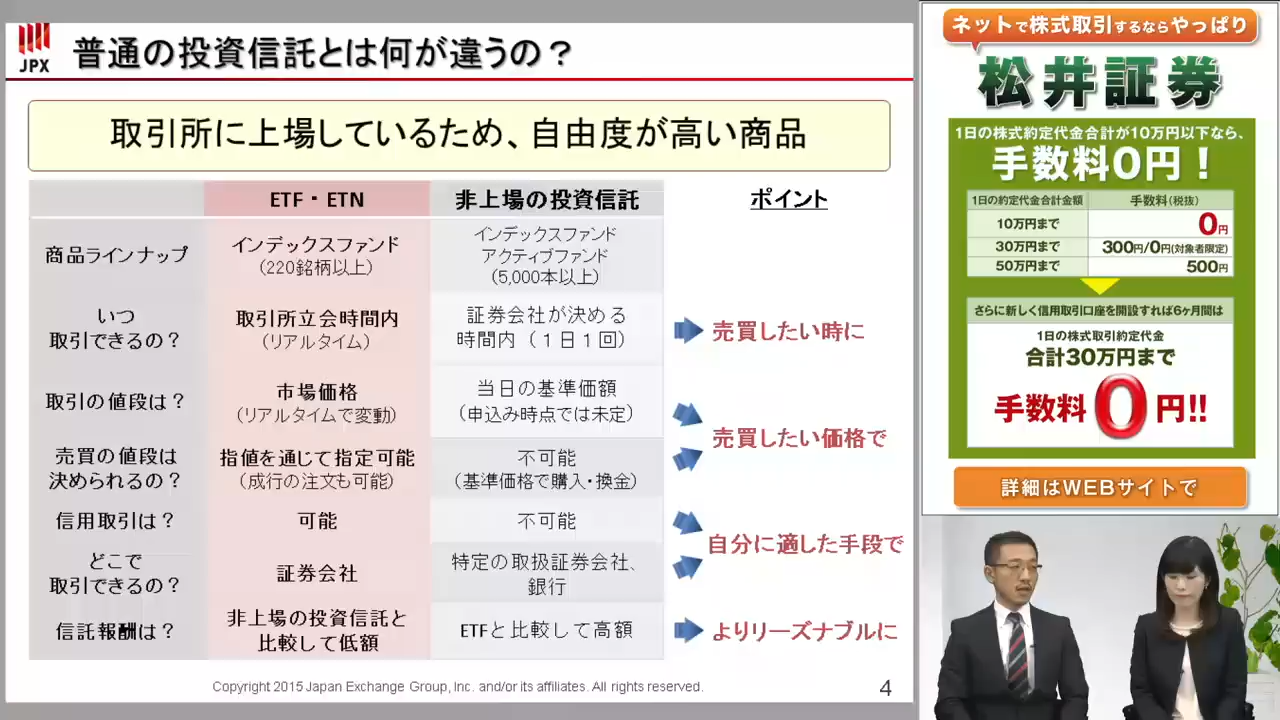 JPX
普通の投資信託とは何が違うの？
取引所に上場しているため、自由度が高い商品
ETF・ETN
非上場の投資信託
ポイント
商品ラインナップ
インデックスファンド
（220銘柄以上）
インデックスファンド
アクティブファンド
（5,000本以上）
いつ
取引できるの？
取引所立会時間内
（リアルタイム）
証券会社が決める
時間内（１日１回）
売買したい時に
取引の値段は？
市場価格
（リアルタイムで変動）
当日の基準価額
（申込み時点では未定）
売買したい価格で
売買の値段は
決められるの？
指値を通じて指定可能
（成行の注文も可能）
不可能
（基準価格で購入・換金）
信用取引は？
可能
不可能
自分に適した手段で
どこで
取引できるの？
証券会社
特定の取扱証券会社、
銀行
信託報酬は？
非上場の投資信託と
比較して低額
ETFと比較して高額
よりリーズナブルに
Copyright 2015 Japan Exchange Group, Inc. and/or its affiliates. All rights reserved.
4
ネットで株式取引するならやっぱり
松井証券
1日の株式約定代金合計が10万円以下なら、
手数料0円！
1日の約定代金合計金額
手数料(税抜)
10万円まで
0円
30万円まで
300円/0円(対象者限定)
50万円まで
500円
さらに新しく信用取引口座を開設すれば6ヶ月間は
1日の株式取引約定代金
合計30万円まで
手数料0円!!
詳細はWEBサイトで